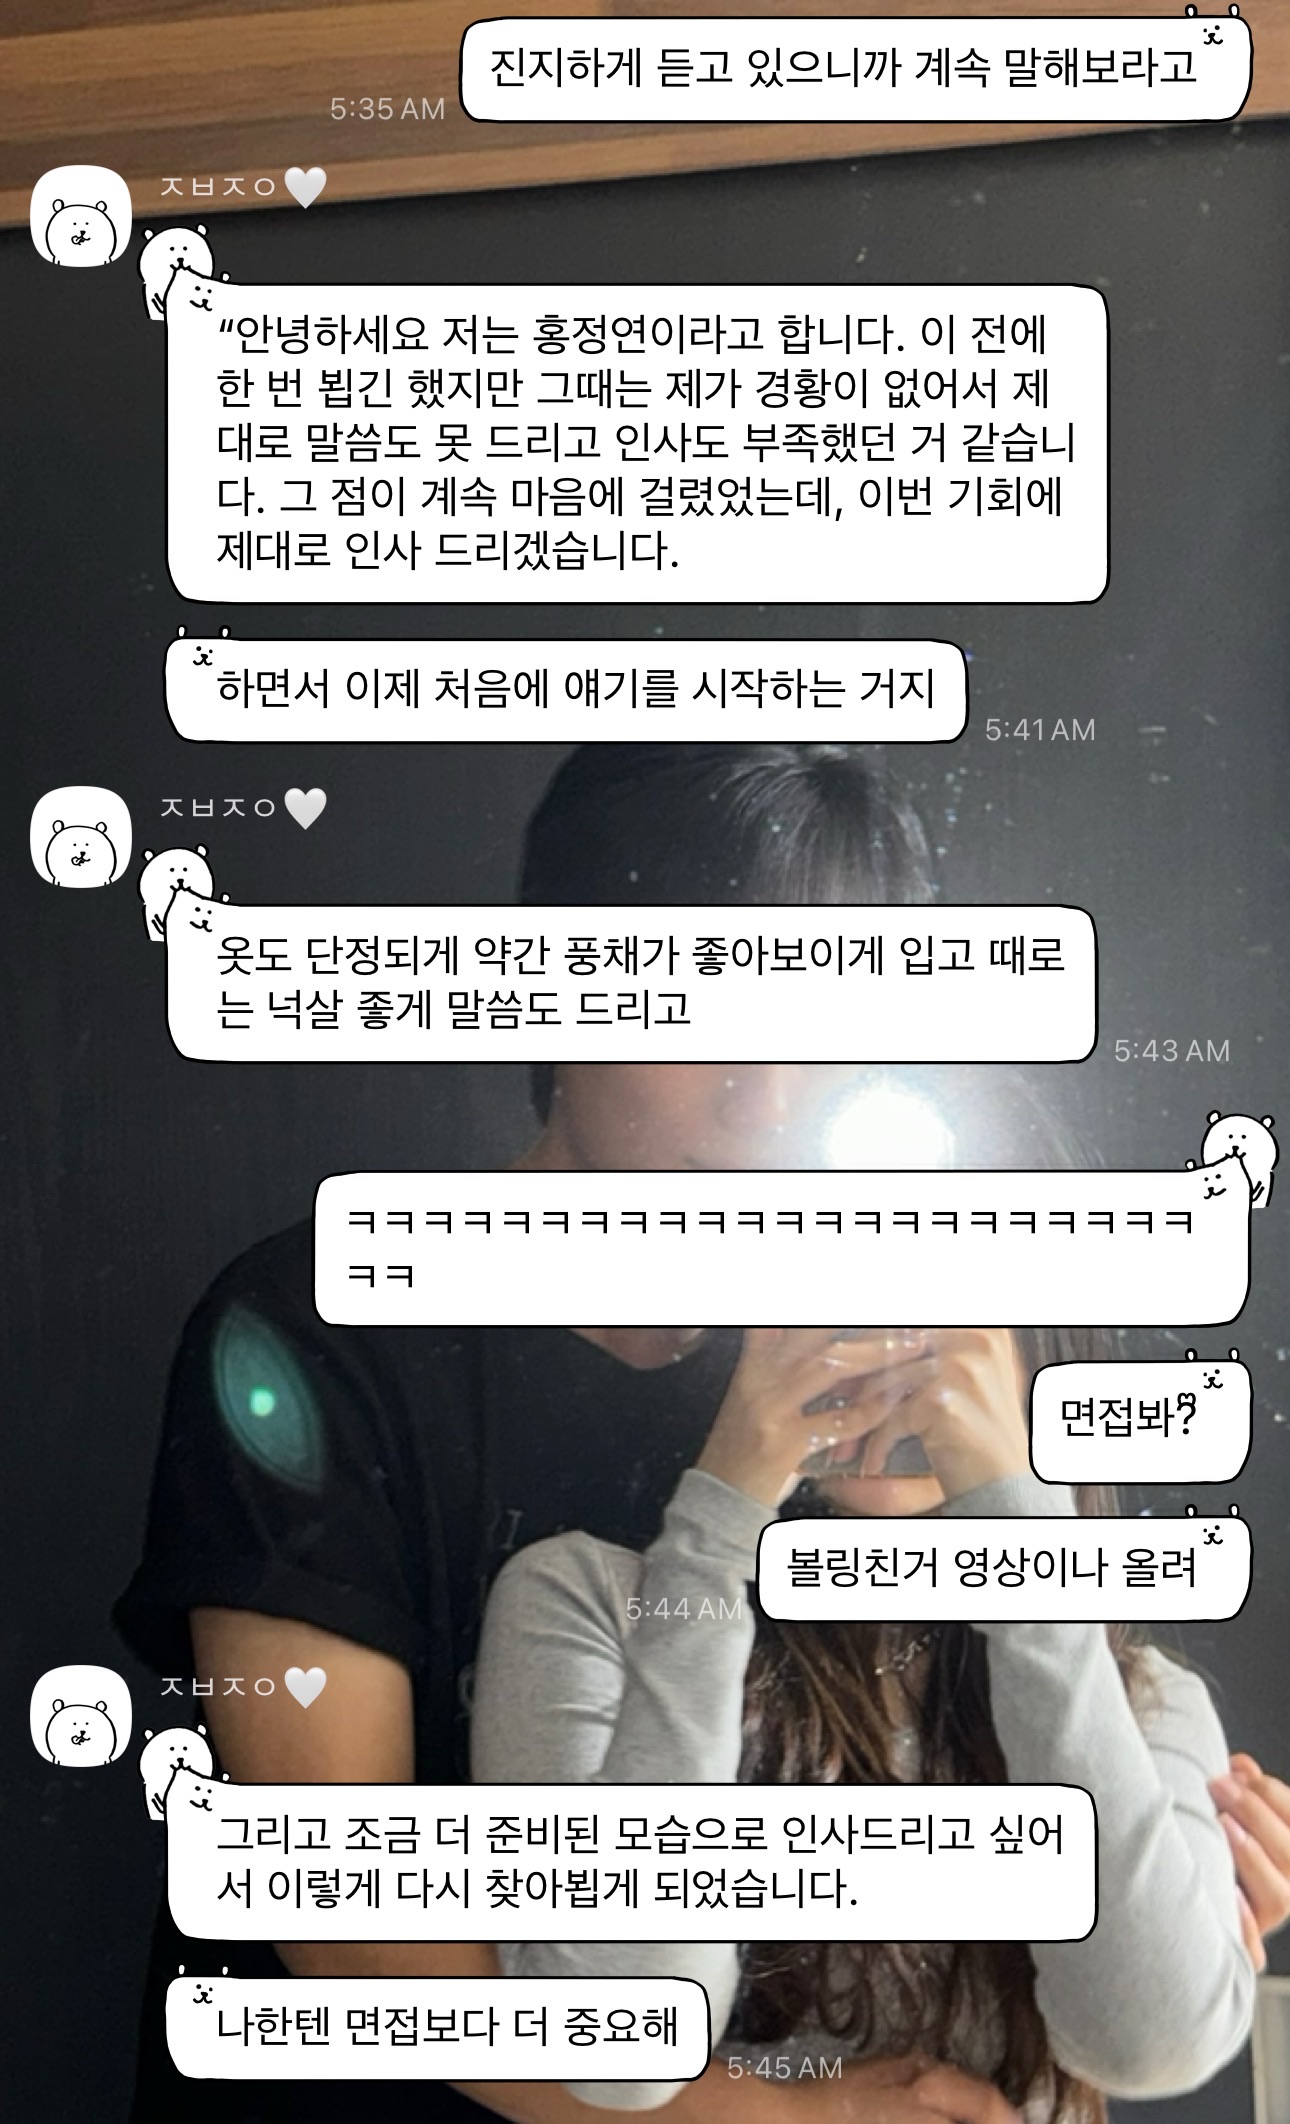 진지하게 듣고 있으니까 계속 말해보라고
5:35 AM
ㅈㅂㅈㅇ🤍
“안녕하세요 저는 홍정연이라고 합니다. 이 전에
한 번 뵙긴 했지만 그때는 제가 경황이 없어서 제
대로 말씀도 못 드리고 인사도 부족했던 거 같습니
다. 그 점이 계속 마음에 걸렸었는데, 이번 기회에
제대로 인사 드리겠습니다.
하면서 이제 처음에 얘기를 시작하는 거지
5:41 AM
ㅈㅂㅈㅇ🤍
옷도 단정되게 약간 풍채가 좋아보이게 입고 때로
는 넉살 좋게 말씀도 드리고
5:43 AM
ㅋㅋㅋㅋㅋㅋㅋㅋㅋㅋㅋㅋㅋㅋㅋㅋㅋㅋㅋㅋㅋㅋ
ㅋㅋ
면접봐?
볼링친거 영상이나 올려
5:44 AM
ㅈㅂㅈㅇ🤍
그리고 조금 더 준비된 모습으로 인사드리고 싶어
서 이렇게 다시 찾아뵙게 되었습니다.
나한텐 면접보다 더 중요해
5:45 AM